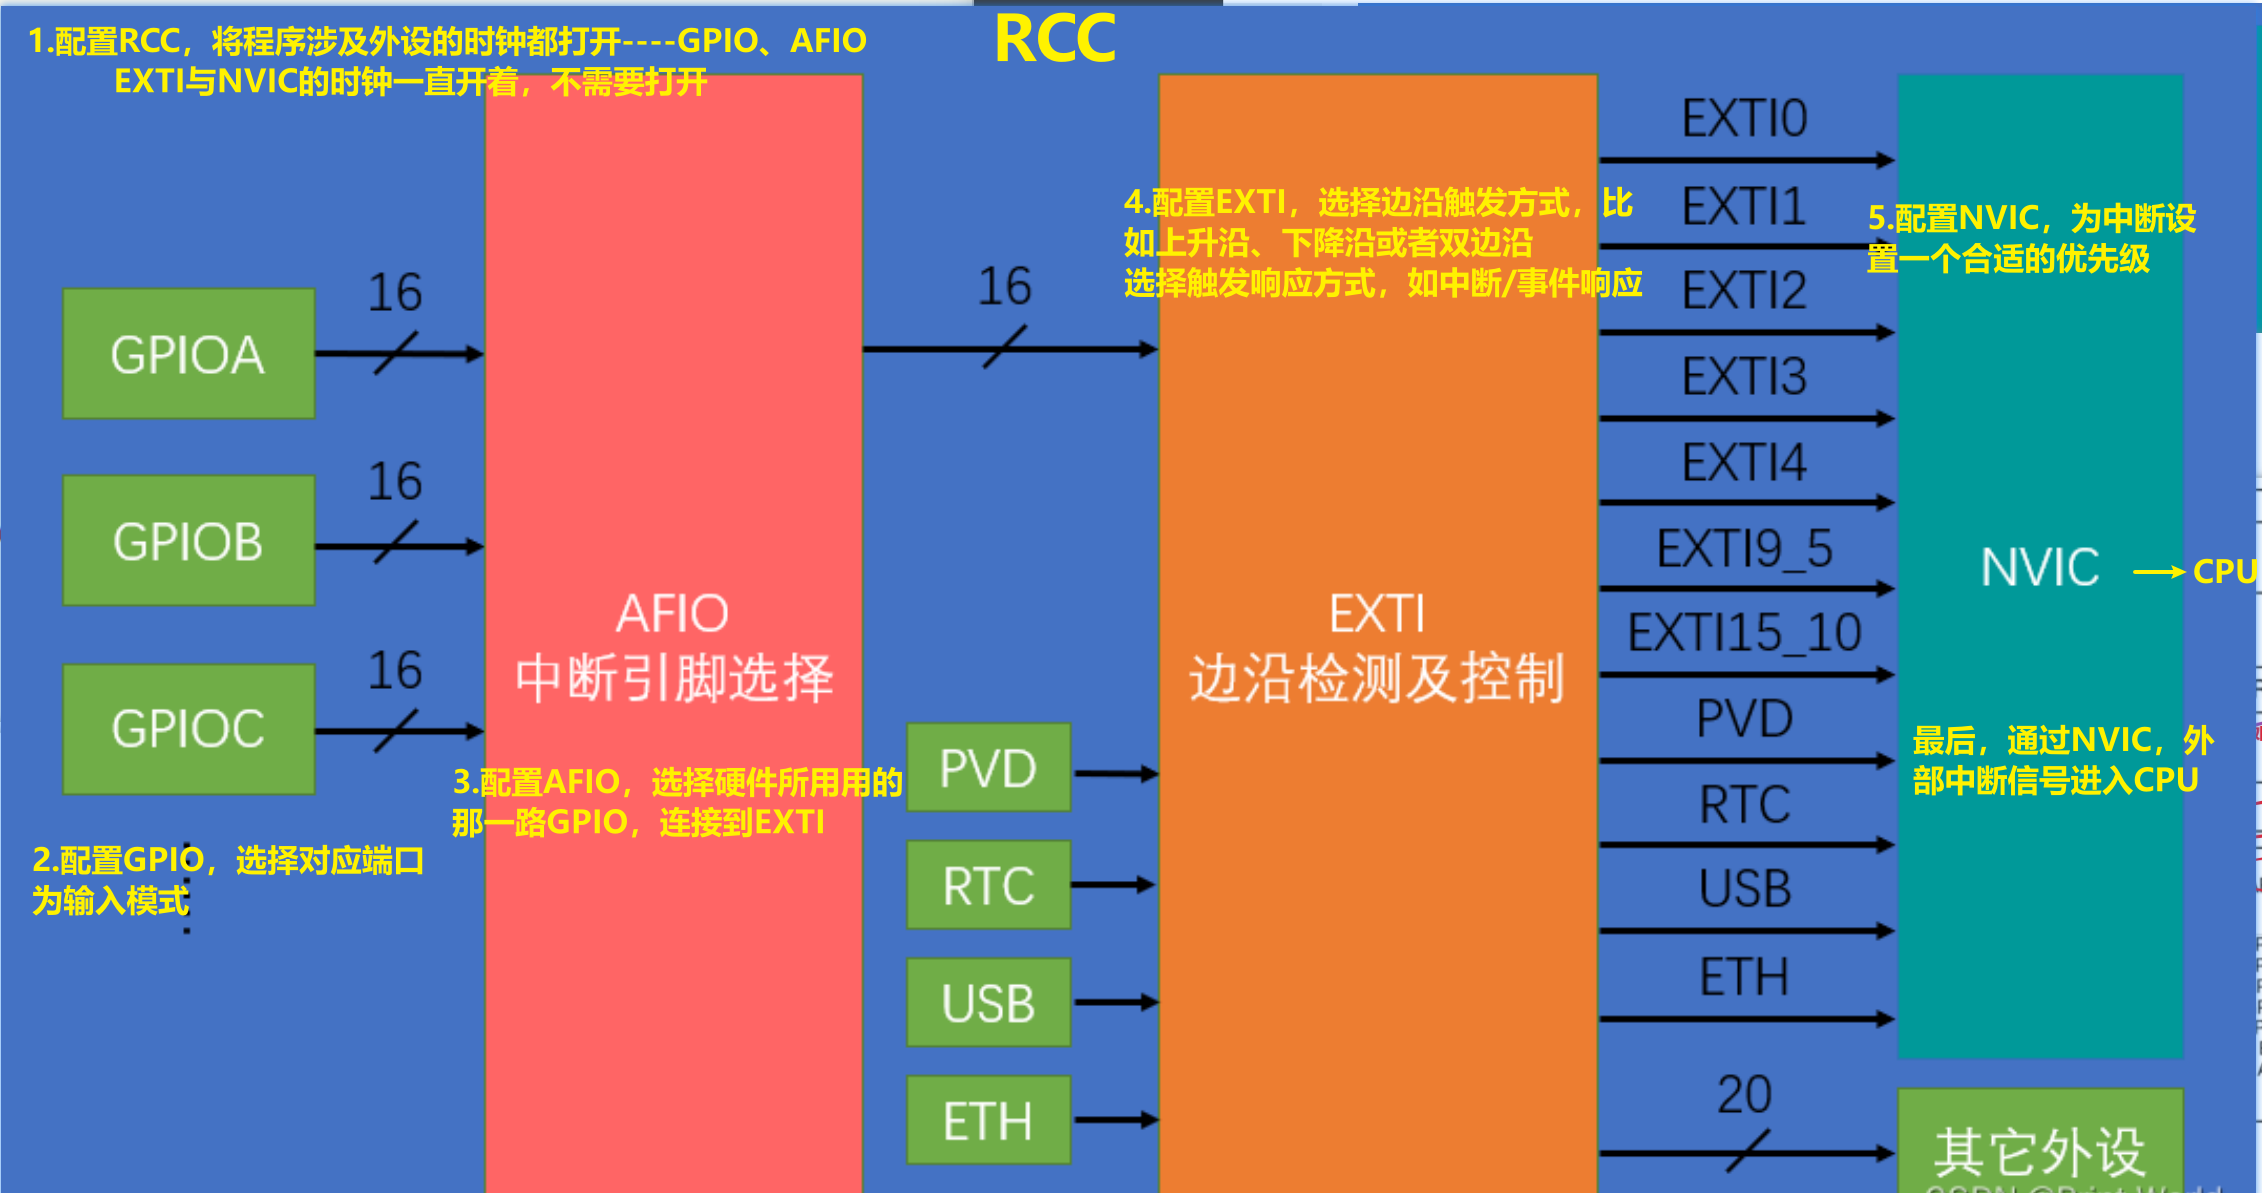 RCC
1.配置RCC，将程序涉及外设的时钟都打开----GPIO、AFIO
EXTI与NVIC的时钟一直开着，不需要打开
GPIOA
16
GPIOB
16
GPIOC
16
2.配置GPIO，选择对应端口
为输入模式
AFIO
中断引脚选择
3.配置AFIO，选择硬件所用用的
那一路GPIO，连接到EXTI
16
PVD
RTC
USB
ETH
4.配置EXTI，选择边沿触发方式，比
如上升沿、下降沿或者双边沿
选择触发响应方式，如中断/事件响应
EXTI
边沿检测及控制
EXTI0
EXTI1
EXTI2
EXTI3
EXTI4
EXTI9_5
EXTI15_10
PVD
RTC
USB
ETH
20
5.配置NVIC，为中断设
置一个合适的优先级
NVIC
CPU
最后，通过NVIC，外
部中断信号进入CPU
其它外设